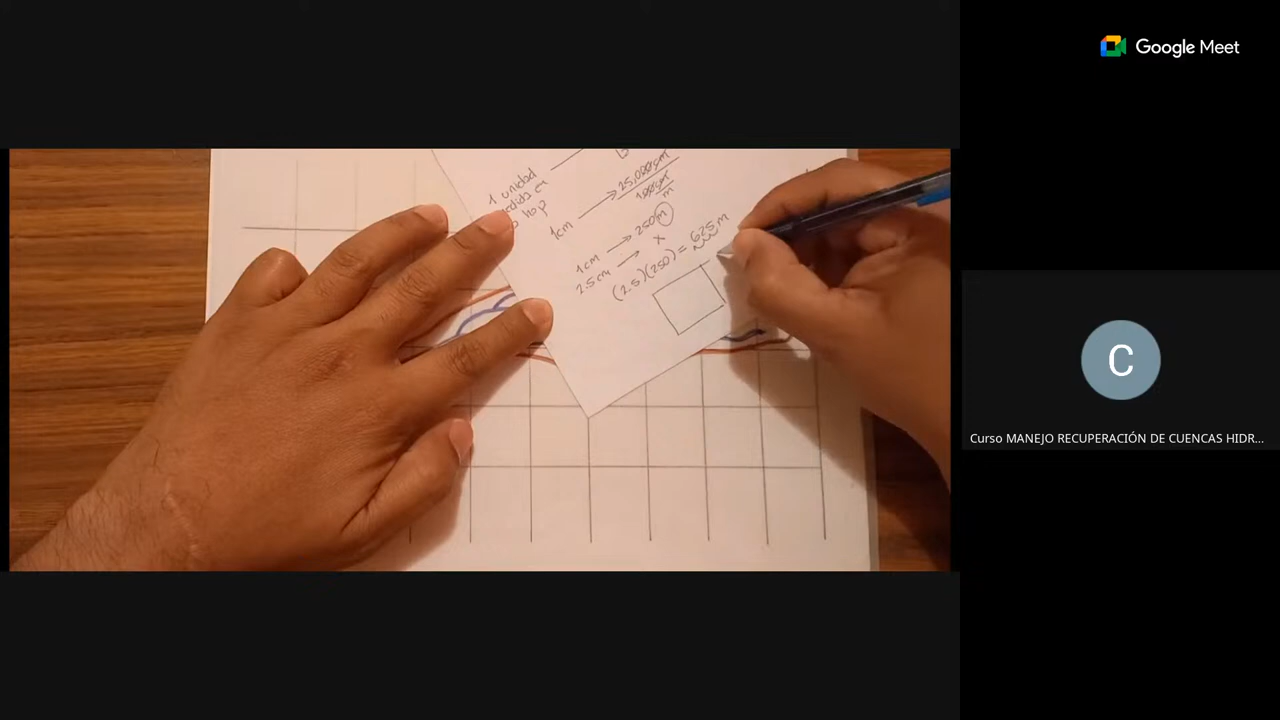 Google Meet
1 unidad
1cm → 25,000cm
100cm
m
1cm → 250m
2.5cm → x
(2.5)(250) = 625m
C
Curso MANEJO RECUPERACIÓN DE CUENCAS HIDR...